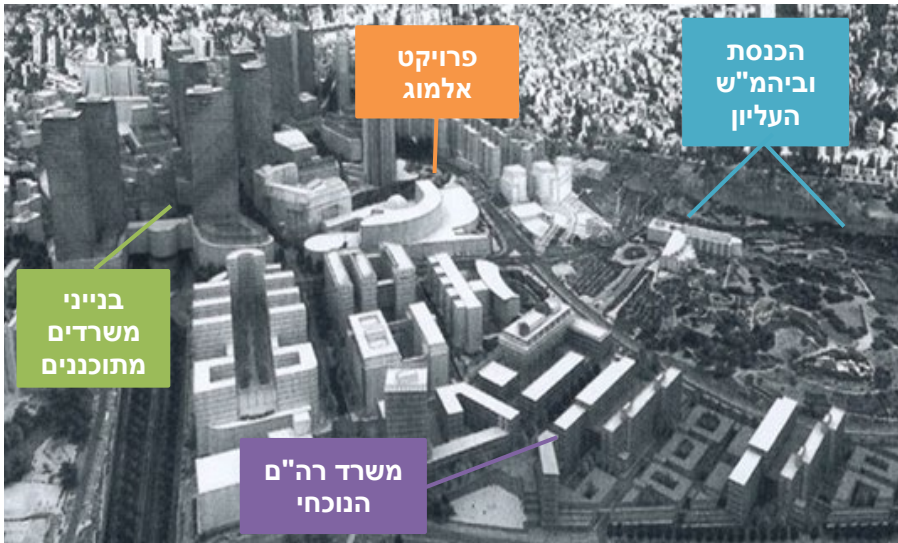 פרויקט
אלמוג
הכנסת
וביהמ"ש
העליון
בנייני
משרדים
מתוכננים
משרד רה"ם
הנוכחי